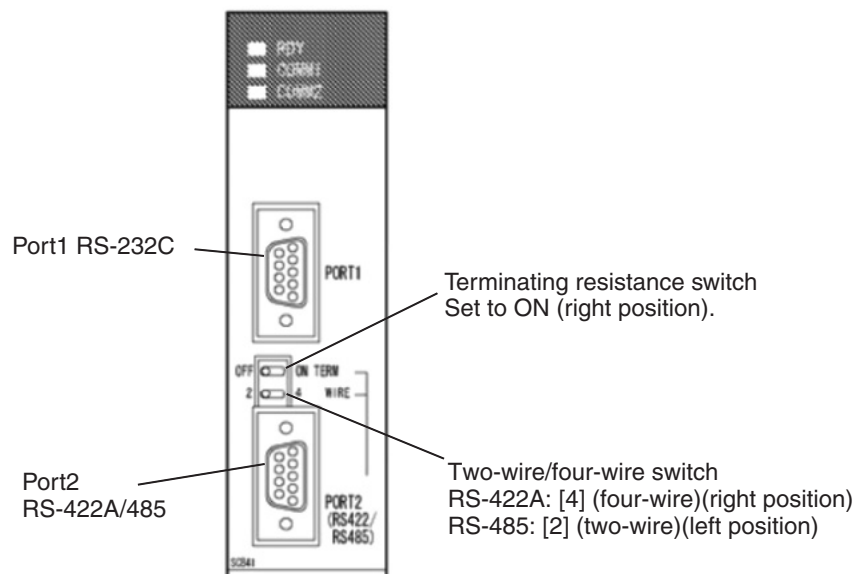 RDY
COMM1
COMM2
Port1 RS-232C
PORT1
Terminating resistance switch
Set to ON (right position).
OFF ON TERM
2 4 WIRE
Port2
RS-422A/485
PORT2
(RS422/
RS485)
Two-wire/four-wire switch
RS-422A: [4] (four-wire)(right position)
RS-485: [2] (two-wire)(left position)
SCB41